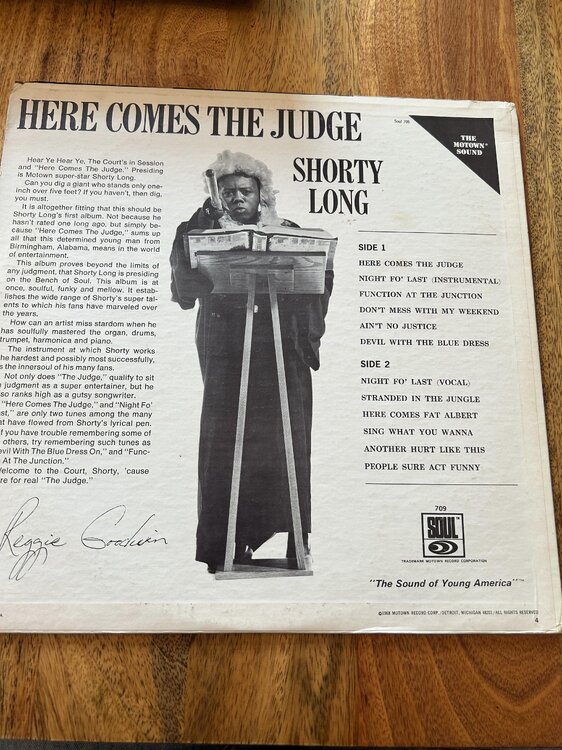 HERE COMES THE JUDGE
Soul 705
THE
MOTOWN®
SOUND
SHORTY
LONG
Hear Ye Hear Ye, The Court's in Session
and "Here Comes The Judge." Presiding
is Motown super-star Shorty Long.
Can you dig a giant who stands only one-
inch over five feet? If you haven't, then dig,
you must.
It is altogether fitting that this should be
Shorty Long's first album. Not because he
hasn't rated one long ago, but simply be-
cause "Here Comes The Judge," sums up
all that this determined young man from
Birmingham, Alabama, means in the world
of entertainment.
This album proves beyond the limits of
any judgment, that Shorty Long is presiding
on the Bench of Soul. This album is at
once, soulful, funky and mellow. It estab-
lishes the wide range of Shorty's super tal-
ents to which his fans have marveled over
the years.
How can an artist miss stardom when he
has soulfully mastered the organ, drums,
trumpet, harmonica and piano.
The instrument at which Shorty works
the hardest and possibly most successfully,
is the innersoul of his many fans.
Not only does "The Judge," qualify to sit
judgment as a super entertainer, but he
so ranks high as a gutsy songwriter.
"Here Comes The Judge," and "Night Fo'
st," are only two tunes among the many
at have flowed from Shorty's lyrical pen.
f you have trouble remembering some of
others, try remembering such tunes as
evil With The Blue Dress On," and "Func-
At The Junction."
elcome to the Court, Shorty, 'cause
re for real "The Judge."
Reggie Goodwin
SIDE 1
HERE COMES THE JUDGE
NIGHT FO' LAST (INSTRUMENTAL)
FUNCTION AT THE JUNCTION
DON'T MESS WITH MY WEEKEND
AIN'T NO JUSTICE
DEVIL WITH THE BLUE DRESS
SIDE 2
NIGHT FO' LAST (VOCAL)
STRANDED IN THE JUNGLE
HERE COMES FAT ALBERT
SING WHAT YOU WANNA
ANOTHER HURT LIKE THIS
PEOPLE SURE ACT FUNNY
709
SOUL™
TRADEMARK MOTOWN RECORD CORPORATION
"The Sound of Young America"™
©1968 MOTOWN RECORD CORP./DETROIT, MICHIGAN 48201/ALL RIGHTS RESERVED
4